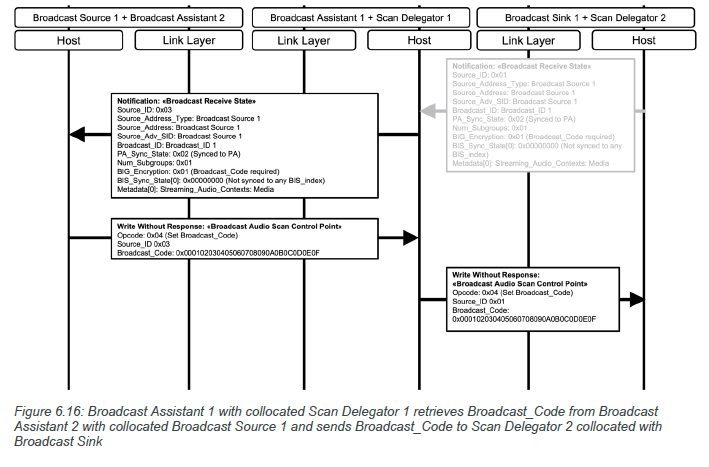 Broadcast Source 1 + Broadcast Assistant 2
Broadcast Assistant 1 + Scan Delegator 1
Broadcast Sink 1 + Scan Delegator 2
Host
Link Layer
Link Layer
Host
Link Layer
Host
Notification: «Broadcast Receive State»
Source_ID: 0x01
Source_Address_Type: Broadcast Source 1
Source_Address: Broadcast Source 1
Source_Adv_SID: Broadcast Source 1
Broadcast_ID: Broadcast_ID 1
PA_Sync_State: 0x02 (Synced to PA)
Num_Subgroups: 0x01
BIG_Encryption: 0x01 (Broadcast_Code required)
BIS_Sync_State[0]: 0x00000000 (Not synced to any
BIS_index)
Metadata[0]: Streaming_Audio_Contexts: Media
Notification: «Broadcast Receive State»
Source_ID: 0x03
Source_Address_Type: Broadcast Source 1
Source_Address: Broadcast Source 1
Source_Adv_SID: Broadcast Source 1
Broadcast_ID: Broadcast_ID 1
PA_Sync_State: 0x02 (Synced to PA)
Num_Subgroups: 0x01
BIG_Encryption: 0x01 (Broadcast_Code required)
BIS_Sync_State[0]: 0x00000000 (Not synced to any BIS_index)
Metadata[0]: Streaming_Audio_Contexts: Media
Write Without Response: «Broadcast Audio Scan Control Point»
Opcode: 0x04 (Set Broadcast_Code)
Source_ID 0x03
Broadcast_Code: 0x000102030405060708090A0B0C0D0E0F
Write Without Response:
«Broadcast Audio Scan Control Point»
Opcode: 0x04 (Set Broadcast_Code)
Source_ID 0x01
Broadcast_Code:
0x000102030405060708090A0B0C0D0E0F
Figure 6.16: Broadcast Assistant 1 with collocated Scan Delegator 1 retrieves Broadcast_Code from Broadcast
Assistant 2 with collocated Broadcast Source 1 and sends Broadcast_Code to Scan Delegator 2 collocated with
Broadcast Sink